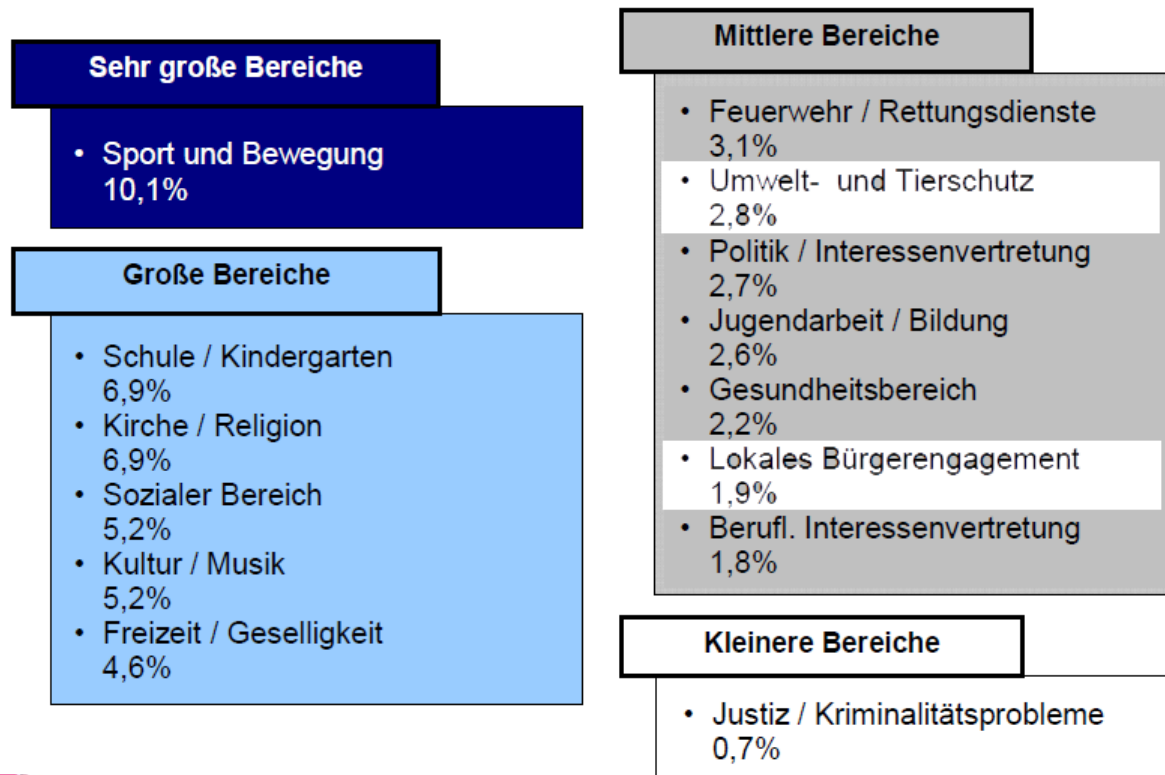 Sehr große Bereiche
• Sport und Bewegung
10,1%
Große Bereiche
• Schule / Kindergarten
6,9%
• Kirche / Religion
6,9%
• Sozialer Bereich
5,2%
• Kultur / Musik
5,2%
• Freizeit / Geselligkeit
4,6%
Mittlere Bereiche
• Feuerwehr / Rettungsdienste
3,1%
• Umwelt- und Tierschutz
2,8%
• Politik / Interessenvertretung
2,7%
• Jugendarbeit / Bildung
2,6%
• Gesundheitsbereich
2,2%
• Lokales Bürgerengagement
1,9%
• Berufl. Interessenvertretung
1,8%
Kleinere Bereiche
• Justiz / Kriminalitätsprobleme
0,7%